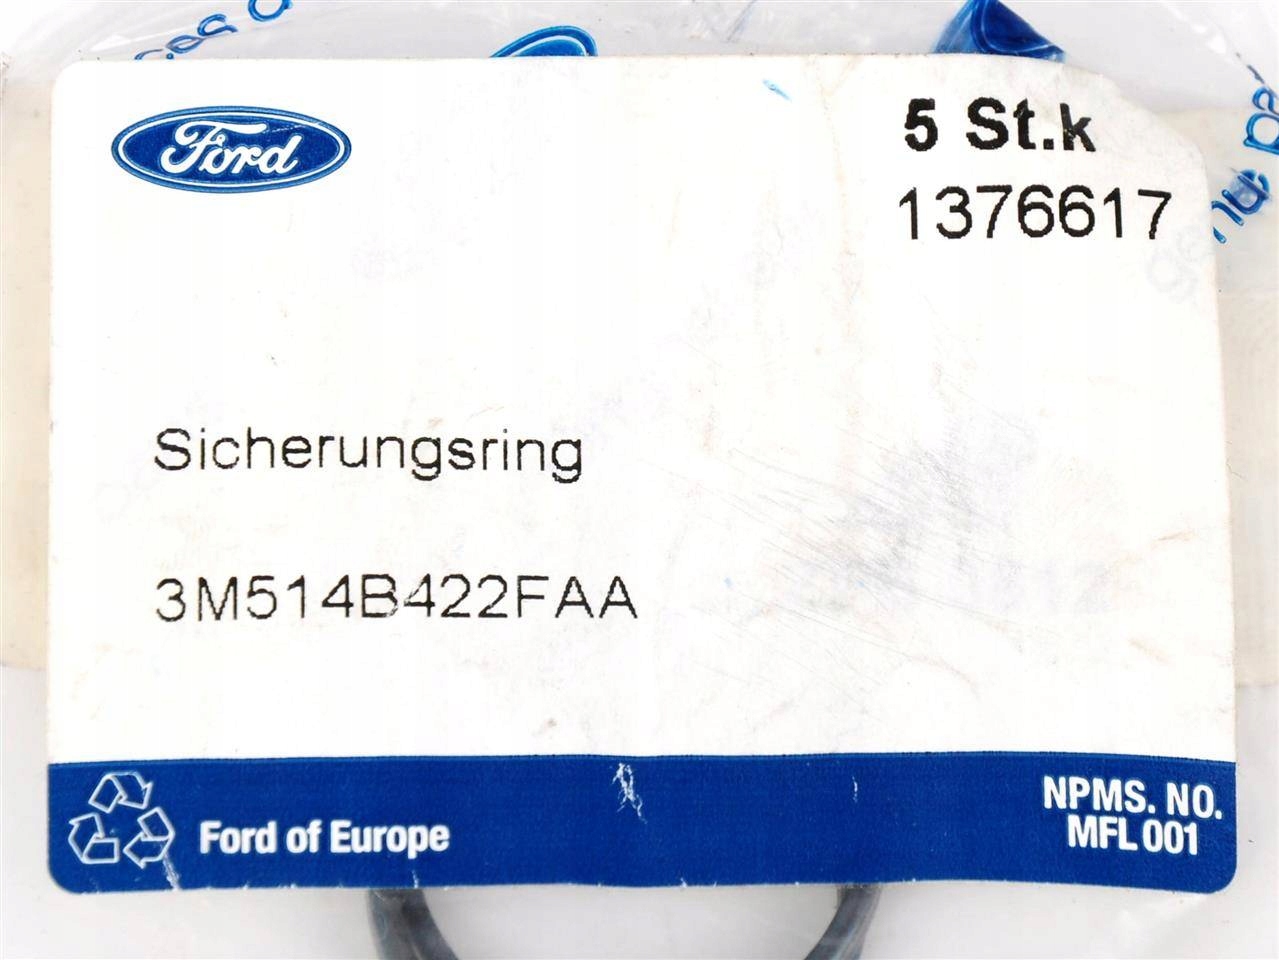 Ford
5 St.k
1376617
Sicherungsring
3M514B422FAA
Ford of Europe
NPMS. NO.
MFL 001